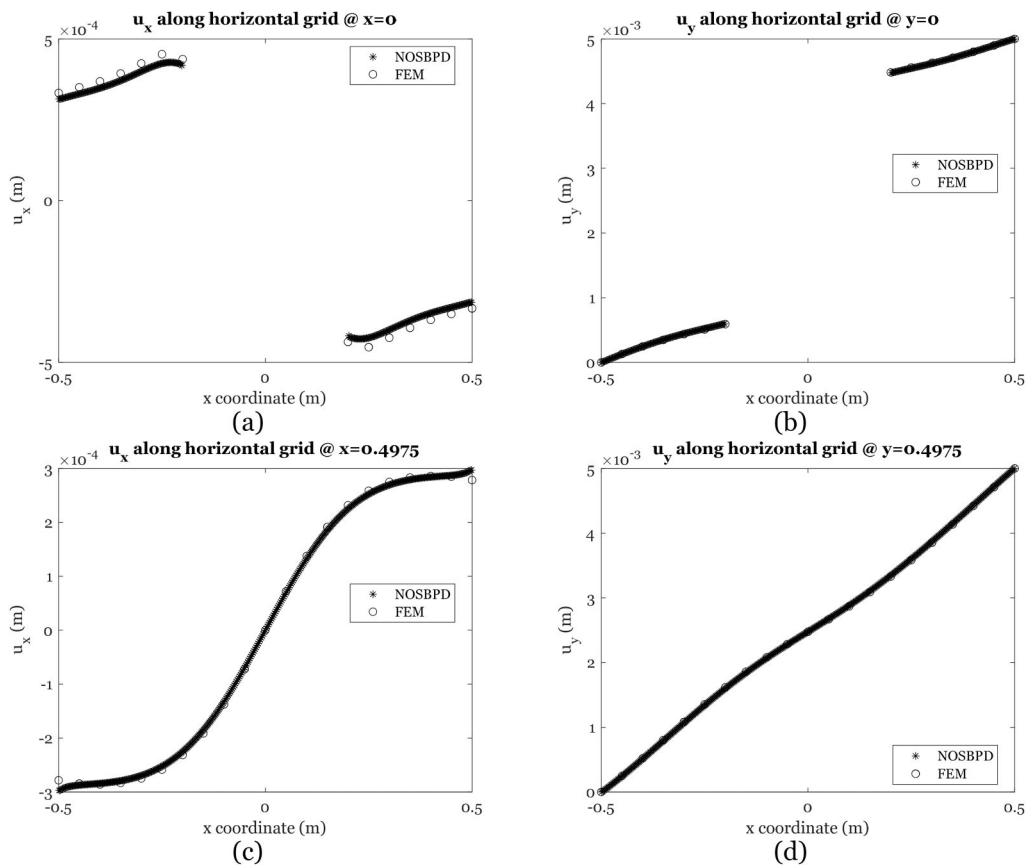 u_x along horizontal grid @ x=0
×10^-4
5
0
-5
u_x (m)
-0.5 0 0.5
x coordinate (m)
NOSBPD
FEM
(a)
u_y along horizontal grid @ y=0
×10^-3
5
4
3
2
1
0
u_y (m)
-0.5 0 0.5
x coordinate (m)
NOSBPD
FEM
(b)
u_x along horizontal grid @ x=0.4975
×10^-4
3
2
1
0
-1
-2
-3
u_x (m)
-0.5 0 0.5
x coordinate (m)
NOSBPD
FEM
(c)
u_y along horizontal grid @ y=0.4975
×10^-3
5
4
3
2
1
0
u_y (m)
-0.5 0 0.5
x coordinate (m)
NOSBPD
FEM
(d)